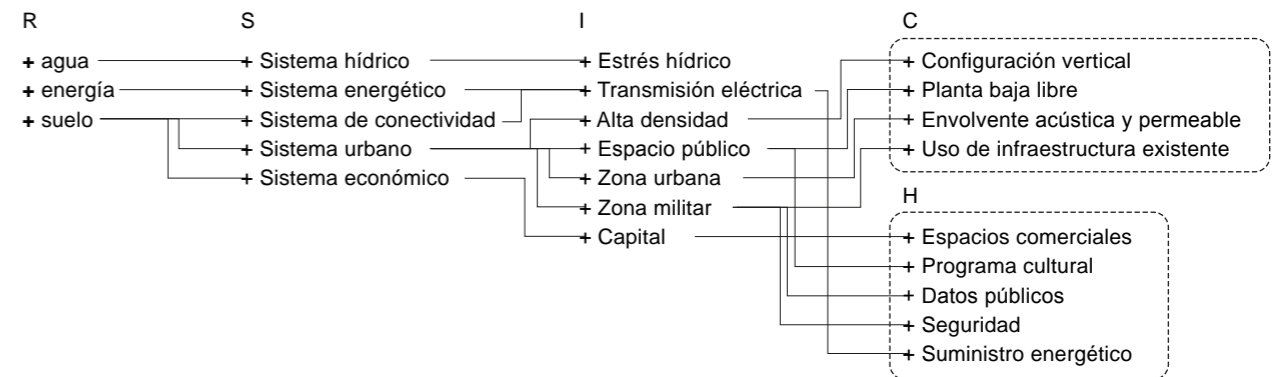 R
S
I
C
+ agua
+ energía
+ suelo
+ Sistema hídrico
+ Sistema energético
+ Sistema de conectividad
+ Sistema urbano
+ Sistema económico
+ Estrés hídrico
+ Transmisión eléctrica
+ Alta densidad
+ Espacio público
+ Zona urbana
+ Zona militar
+ Capital
+ Configuración vertical
+ Planta baja libre
+ Envolvente acústica y permeable
+ Uso de infraestructura existente
H
+ Espacios comerciales
+ Programa cultural
+ Datos públicos
+ Seguridad
+ Suministro energético